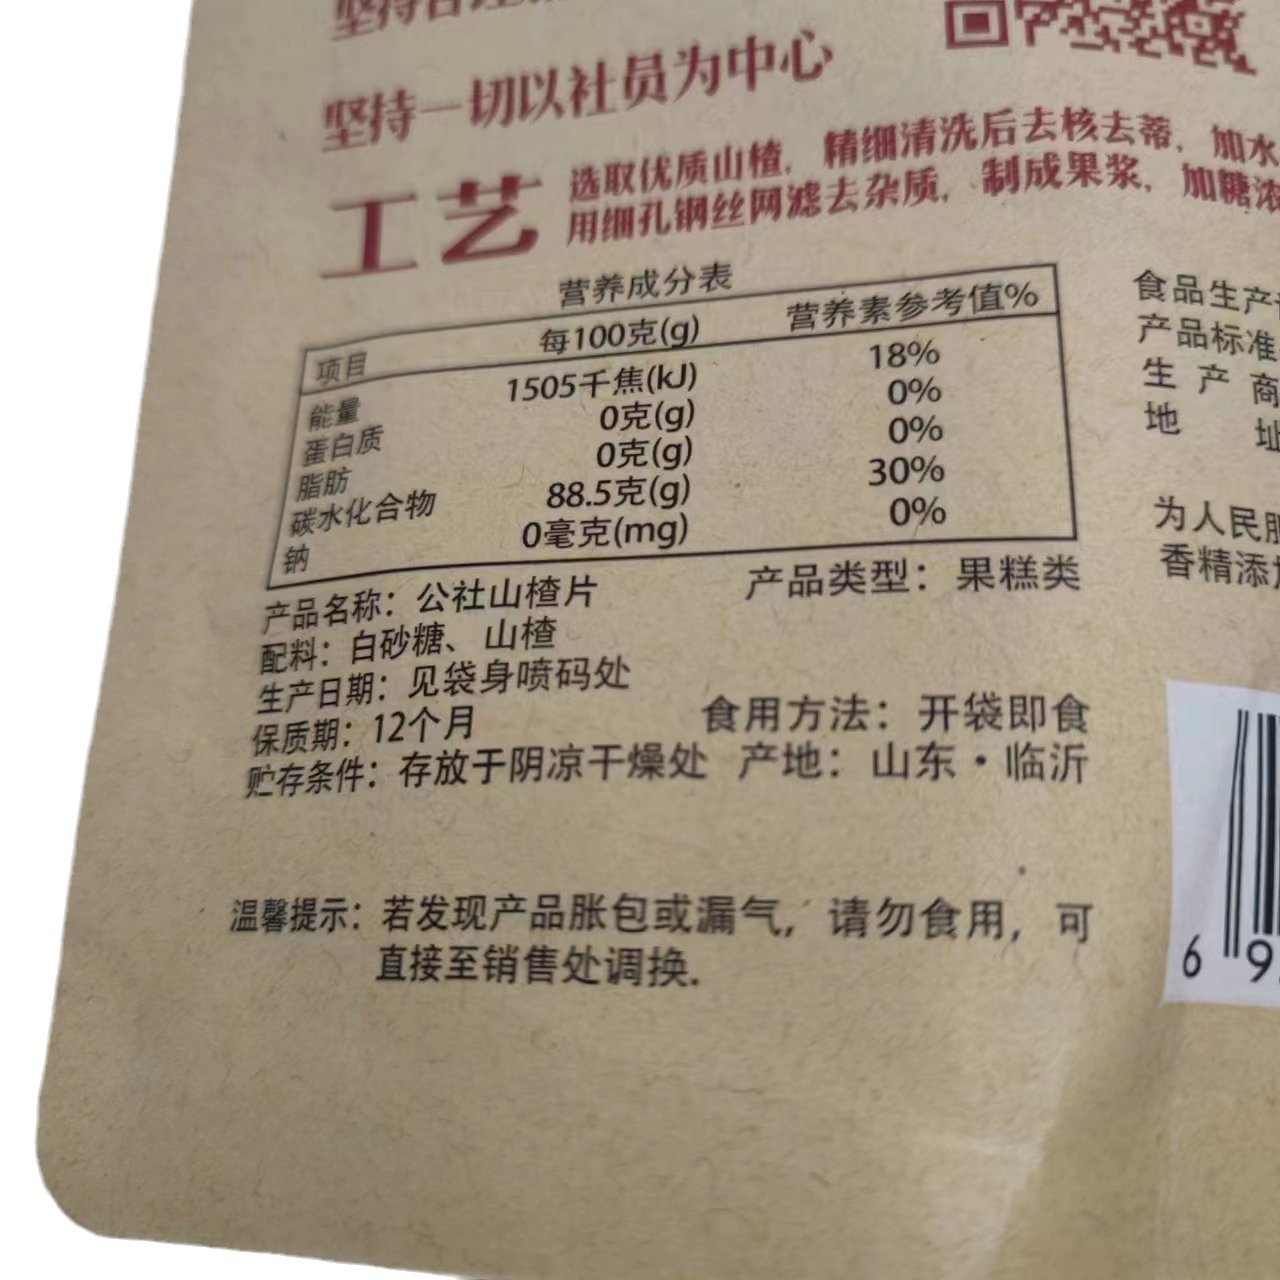 坚持
坚持一切以社员为中心
工艺
选取优质山楂，精细清洗后去核去蒂，加水
用细孔钢丝网滤去杂质，制成果浆，加糖浓
营养成分表
项目 每100克(g) 营养素参考值%
能量 1505千焦(kJ) 18%
蛋白质 0克(g) 0%
脂肪 0克(g) 0%
碳水化合物 88.5克(g) 30%
钠 0毫克(mg) 0%
产品名称：公社山楂片 产品类型：果糕类
配料：白砂糖、山楂
生产日期：见袋身喷码处
保质期：12个月 食用方法：开袋即食
贮存条件：存放于阴凉干燥处 产地：山东·临沂
温馨提示：若发现产品胀包或漏气，请勿食用，可
直接至销售处调换.
食品生产
产品标准
生产商
地址
为人民服
香精添加
6 9